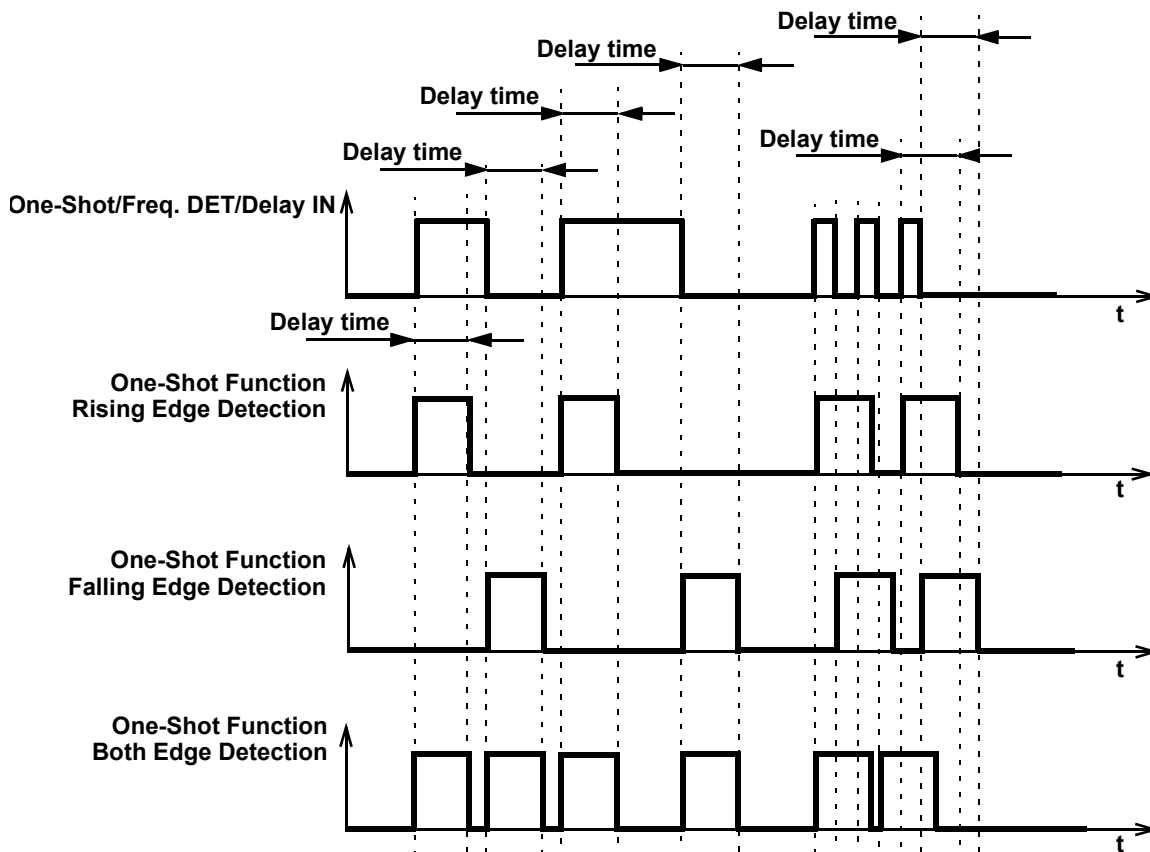 Delay time
Delay time
Delay time
Delay time
Delay time
One-Shot/Freq. DET/Delay IN
t
Delay time
One-Shot Function
Rising Edge Detection
t
One-Shot Function
Falling Edge Detection
t
One-Shot Function
Both Edge Detection
t